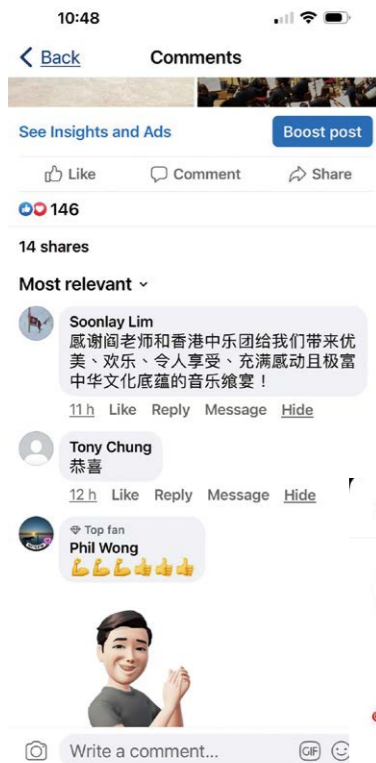 10:48
Back Comments
See Insights and Ads Boost post
Like Comment Share
146
14 shares
Most relevant
Soonlay Lim
感谢阎老师和香港中乐团给我们带来优
美、欢乐、令人享受、充满感动且极富
中华文化底蕴的音乐飨宴！
11 h Like Reply Message Hide
Tony Chung
恭喜
12 h Like Reply Message Hide
Top fan
Phil Wong
💪💪💪👍👍👍
Write a comment... GIF